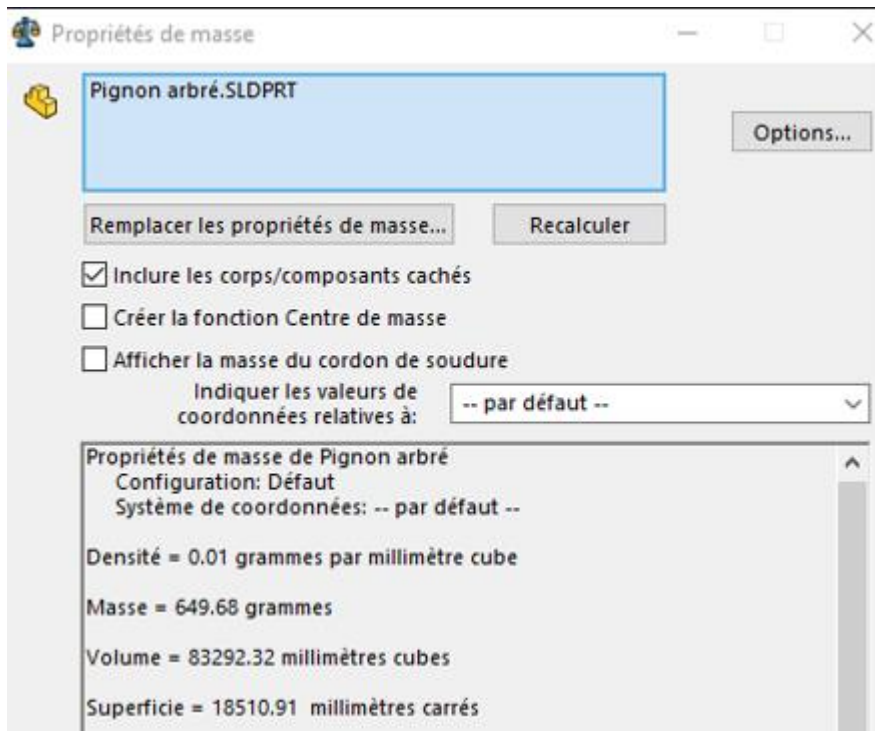 Propriétés de masse
Pignon arbré.SLDPRT
Options...
Remplacer les propriétés de masse...
Recalculer
Inclure les corps/composants cachés
Créer la fonction Centre de masse
Afficher la masse du cordon de soudure
Indiquer les valeurs de
coordonnées relatives à:
-- par défaut --
Propriétés de masse de Pignon arbré
Configuration: Défaut
Système de coordonnées: -- par défaut --
Densité = 0.01 grammes par millimètre cube
Masse = 649.68 grammes
Volume = 83292.32 millimètres cubes
Superficie = 18510.91 millimètres carrés